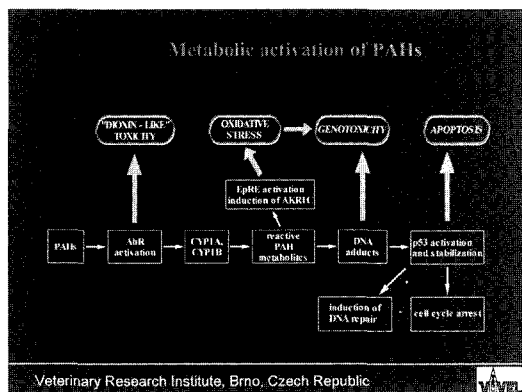 Metabolic activation of PAHs
"DIOXIN - LIKE"
TOXICITY
OXIDATIVE
STRESS
GENOTOXICITY
APOPTOSIS
EpRE activation
induction of AKR1C
PAHs
AhR
activation
CYP1A,
CYP1B
reactive
PAH
metabolites
DNA
adducts
p53 activation
and stabilization
induction of
DNA repair
cell cycle arrest
Veterinary Research Institute, Brno, Czech Republic